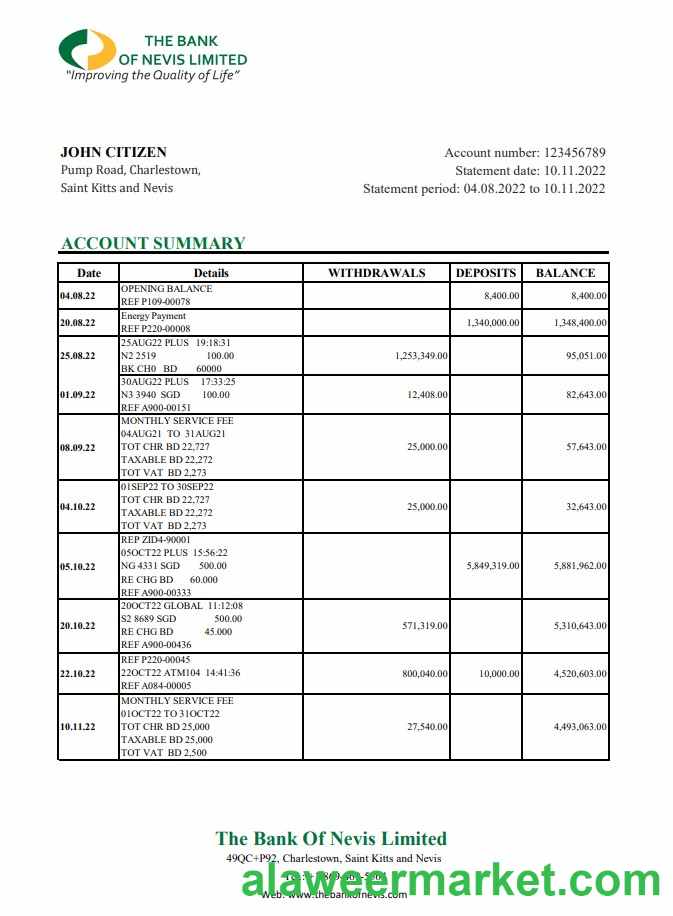 THE BANK
OF NEVIS LIMITED
"Improving the Quality of Life"
JOHN CITIZEN
Pump Road, Charlestown,
Saint Kitts and Nevis
Account number: 123456789
Statement date: 10.11.2022
Statement period: 04.08.2022 to 10.11.2022
ACCOUNT SUMMARY
Date Details WITHDRAWALS DEPOSITS BALANCE
OPENING BALANCE
04.08.22 8,400.00 8,400.00
REF P109-00078
Energy Payment
20.08.22 1,340,000.00 1,348,400.00
REF P220-00008
25AUG22 PLUS 19:18:31
25.08.22 N2 2519 100.00 1,253,349.00 95,051.00
BK CH0 BD 60000
30AUG22 PLUS 17:33:25
01.09.22 N3 3940 SGD 100.00 12,408.00 82,643.00
REF A900-00151
MONTHLY SERVICE FEE
04AUG21 TO 31AUG21
08.09.22 TOT CHR BD 22,727 25,000.00 57,643.00
TAXABLE BD 22,272
TOT VAT BD 2,273
01SEP22 TO 30SEP22
TOT CHR BD 22,727
04.10.22 25,000.00 32,643.00
TAXABLE BD 22,272
TOT VAT BD 2,273
REP ZID4-90001
05OCT22 PLUS 15:56:22
05.10.22 NG 4331 SGD 500.00 5,849,319.00 5,881,962.00
RE CHG BD 60.000
REF A900-00333
20OCT22 GLOBAL 11:12:08
S2 8689 SGD 500.00
20.10.22 571,319.00 5,310,643.00
RE CHG BD 45.000
REF A900-00436
REF P220-00045
22.10.22 22OCT22 ATM104 14:41:36 800,040.00 10,000.00 4,520,603.00
REF A084-00005
MONTHLY SERVICE FEE
01OCT22 TO 31OCT22
10.11.22 TOT CHR BD 25,000 27,540.00 4,493,063.00
TAXABLE BD 25,000
TOT VAT BD 2,500
The Bank Of Nevis Limited
49QC+P92, Charlestown, Saint Kitts and Nevis
alaweermarket.com
Web: www.thebankofnevis.com